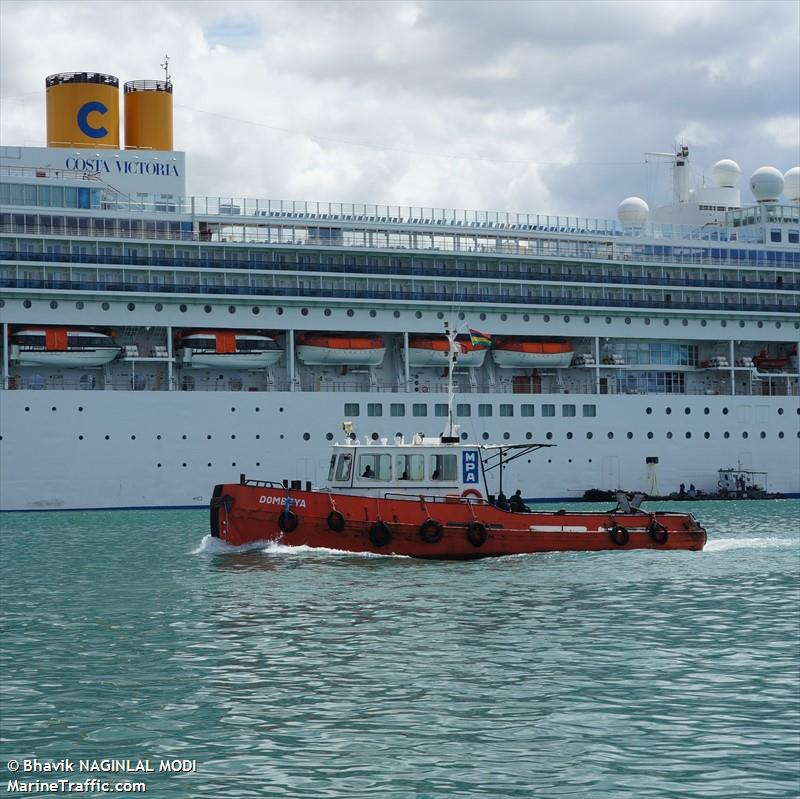 C
COSTA VICTORIA
MPA
DOMBEYA
© Bhavik NAGINLAL MODI
MarineTraffic.com